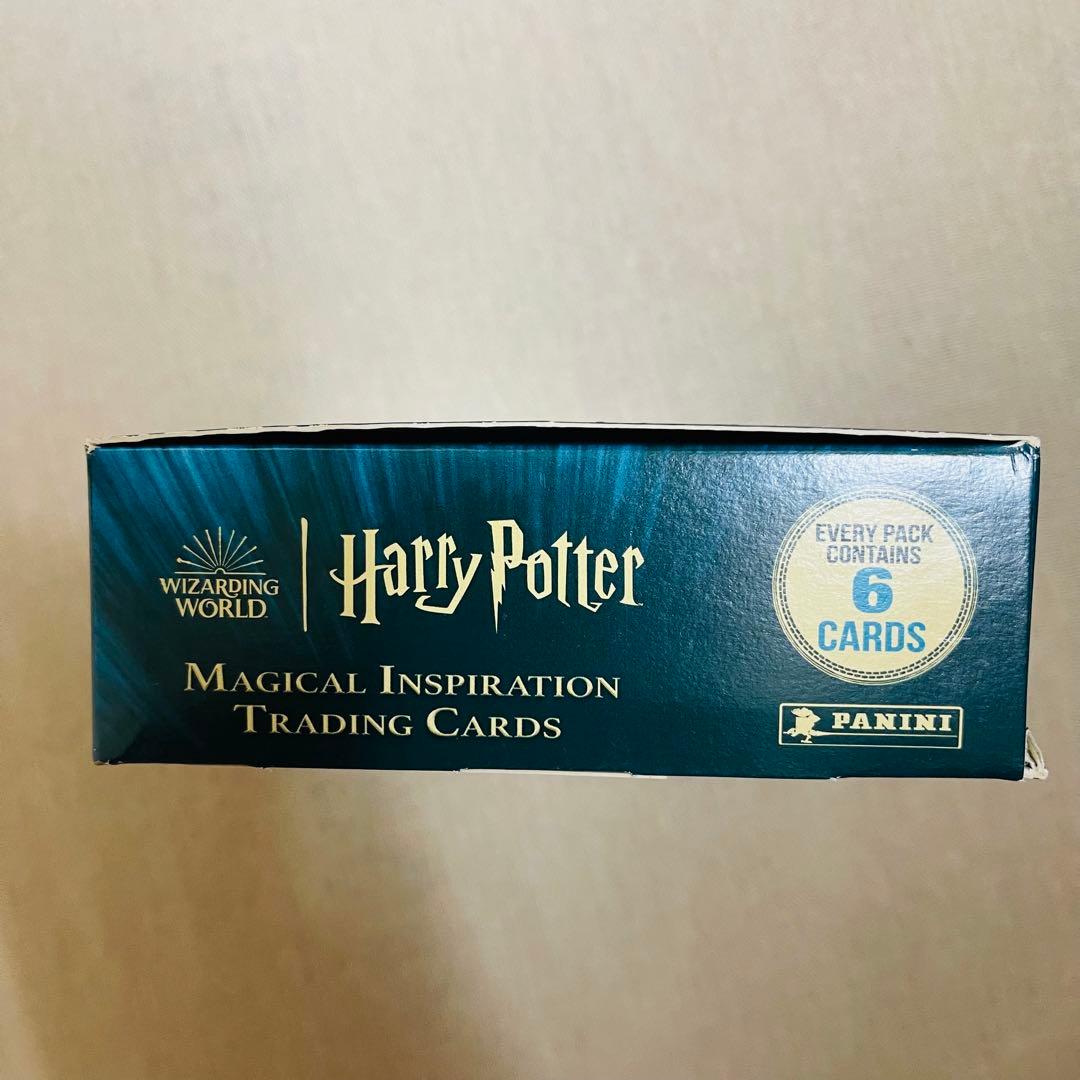 WIZARDING
WORLD
Harry Potter
MAGICAL INSPIRATION
TRADING CARDS
EVERY PACK
CONTAINS
6
CARDS
PANINI